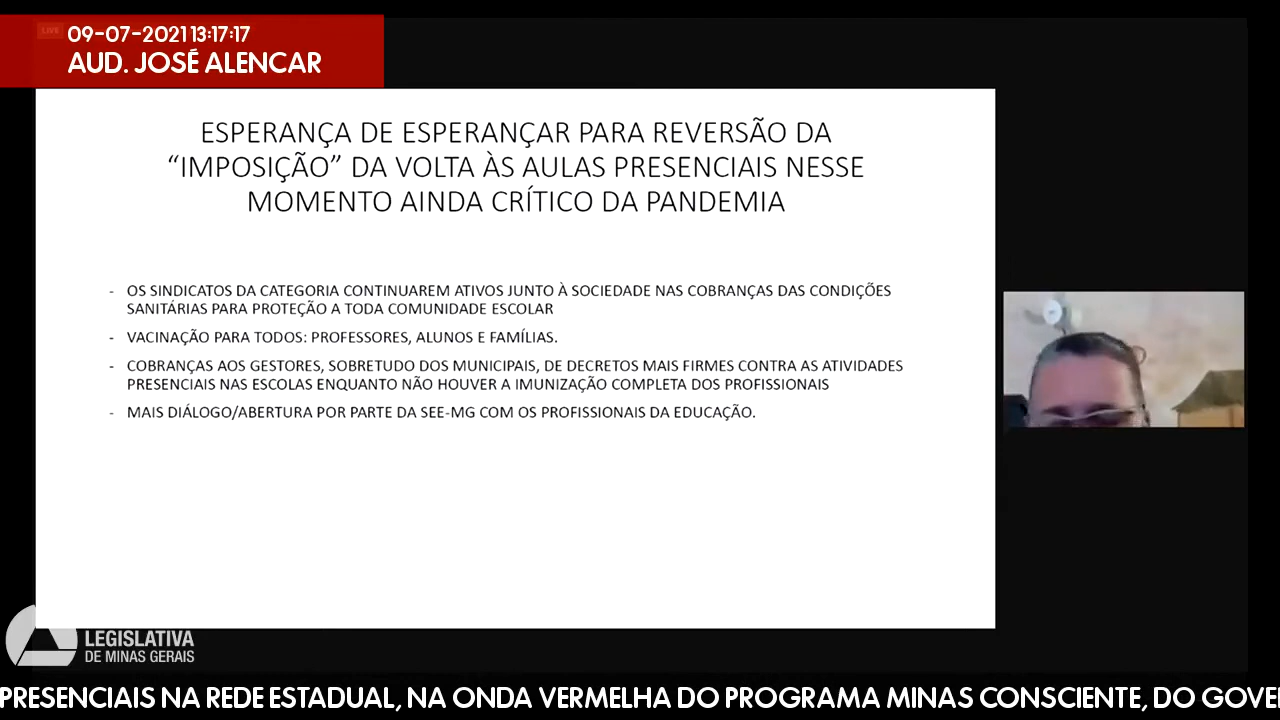 LIVE
09-07-2021 13:17:17
AUD. JOSÉ ALENCAR
ESPERANÇA DE ESPERANÇAR PARA REVERSÃO DA
“IMPOSIÇÃO” DA VOLTA ÀS AULAS PRESENCIAIS NESSE
MOMENTO AINDA CRÍTICO DA PANDEMIA
- OS SINDICATOS DA CATEGORIA CONTINUAREM ATIVOS JUNTO À SOCIEDADE NAS COBRANÇAS DAS CONDIÇÕES
SANITÁRIAS PARA PROTEÇÃO A TODA COMUNIDADE ESCOLAR
- VACINAÇÃO PARA TODOS: PROFESSORES, ALUNOS E FAMÍLIAS.
- COBRANÇAS AOS GESTORES, SOBRETUDO DOS MUNICIPAIS, DE DECRETOS MAIS FIRMES CONTRA AS ATIVIDADES
PRESENCIAIS NAS ESCOLAS ENQUANTO NÃO HOUVER A IMUNIZAÇÃO COMPLETA DOS PROFISSIONAIS
- MAIS DIÁLOGO/ABERTURA POR PARTE DA SEE-MG COM OS PROFISSIONAIS DA EDUCAÇÃO.
LEGISLATIVA
DE MINAS GERAIS
PRESENCIAIS NA REDE ESTADUAL, NA ONDA VERMELHA DO PROGRAMA MINAS CONSCIENTE, DO GOVE